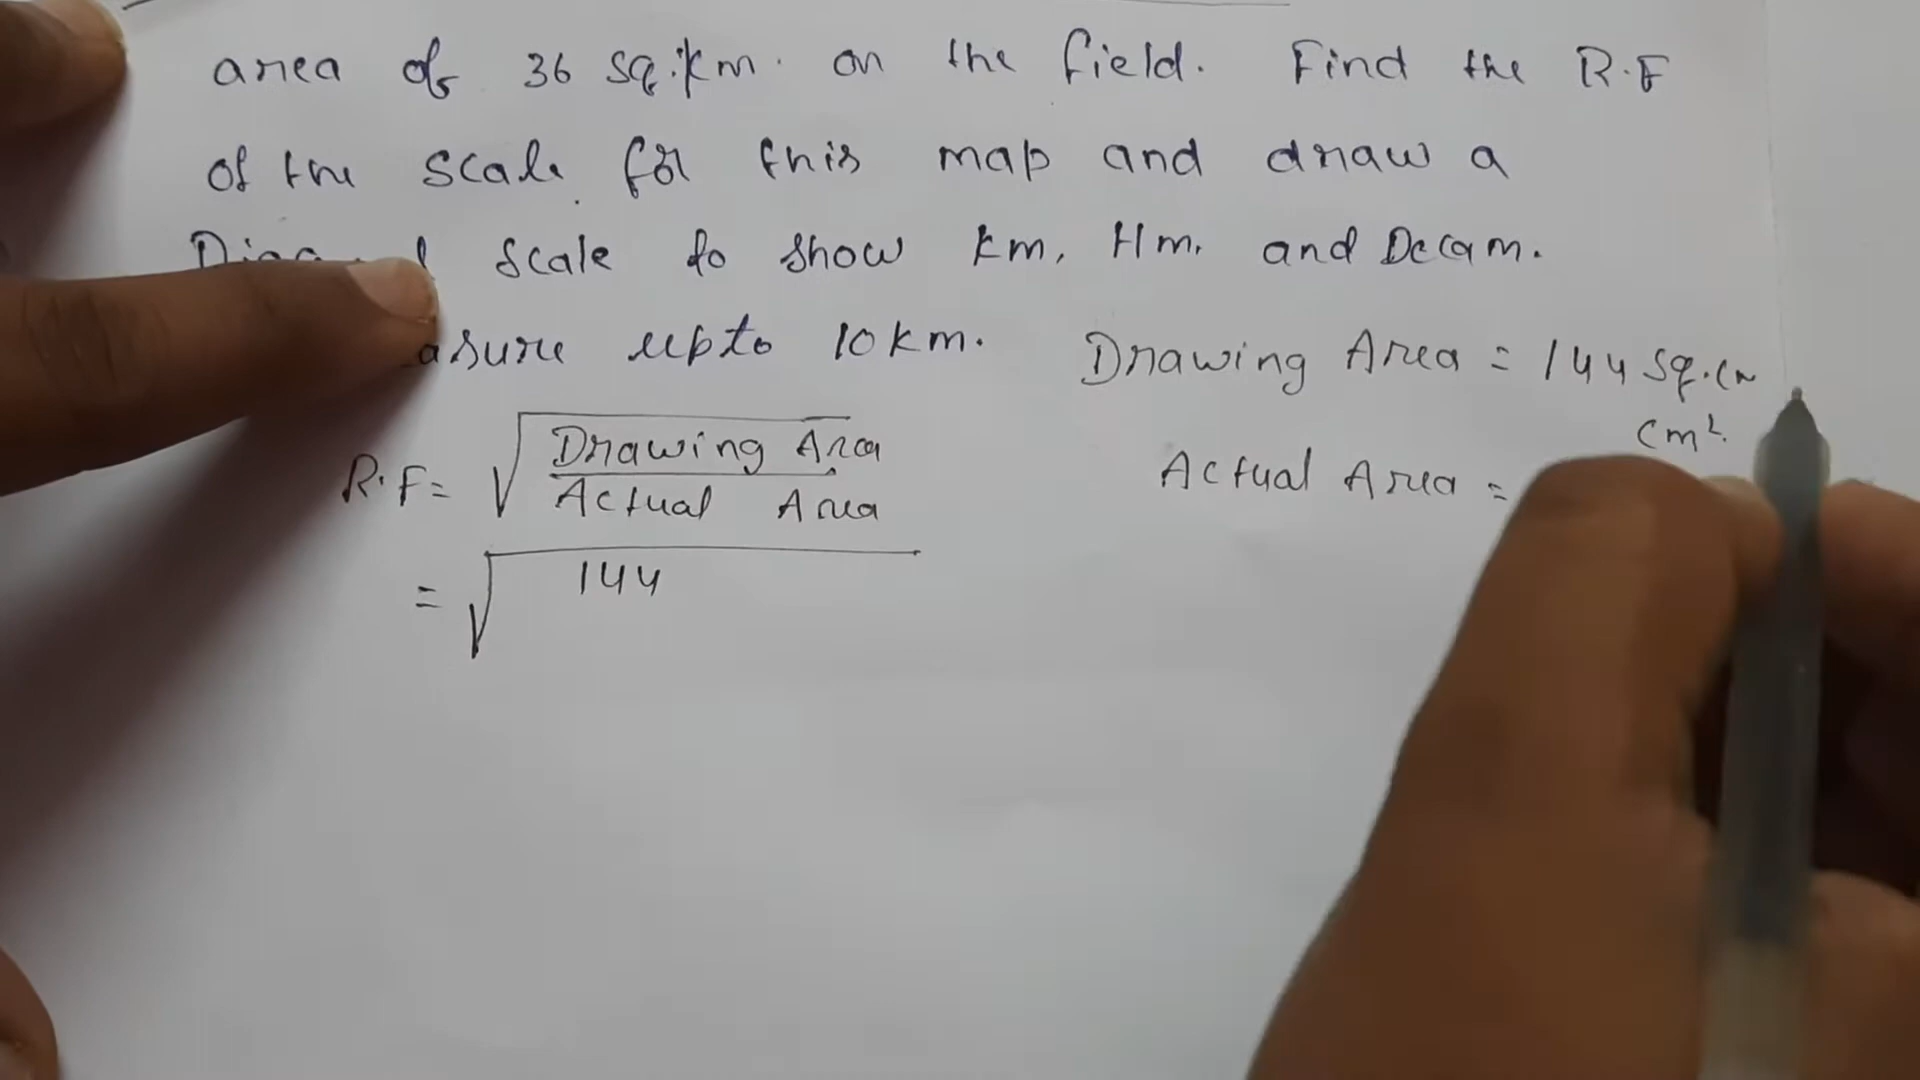 area of 36 sq.km. on the field. Find the R.F
of the scale for this map and draw a
scale to show km, Hm, and Decam.
upto 10km.
Drawing Area = 144 sq.cm
cm².
R.F = √ Drawing Area
Actual Area
Actual Area =
= √ 144